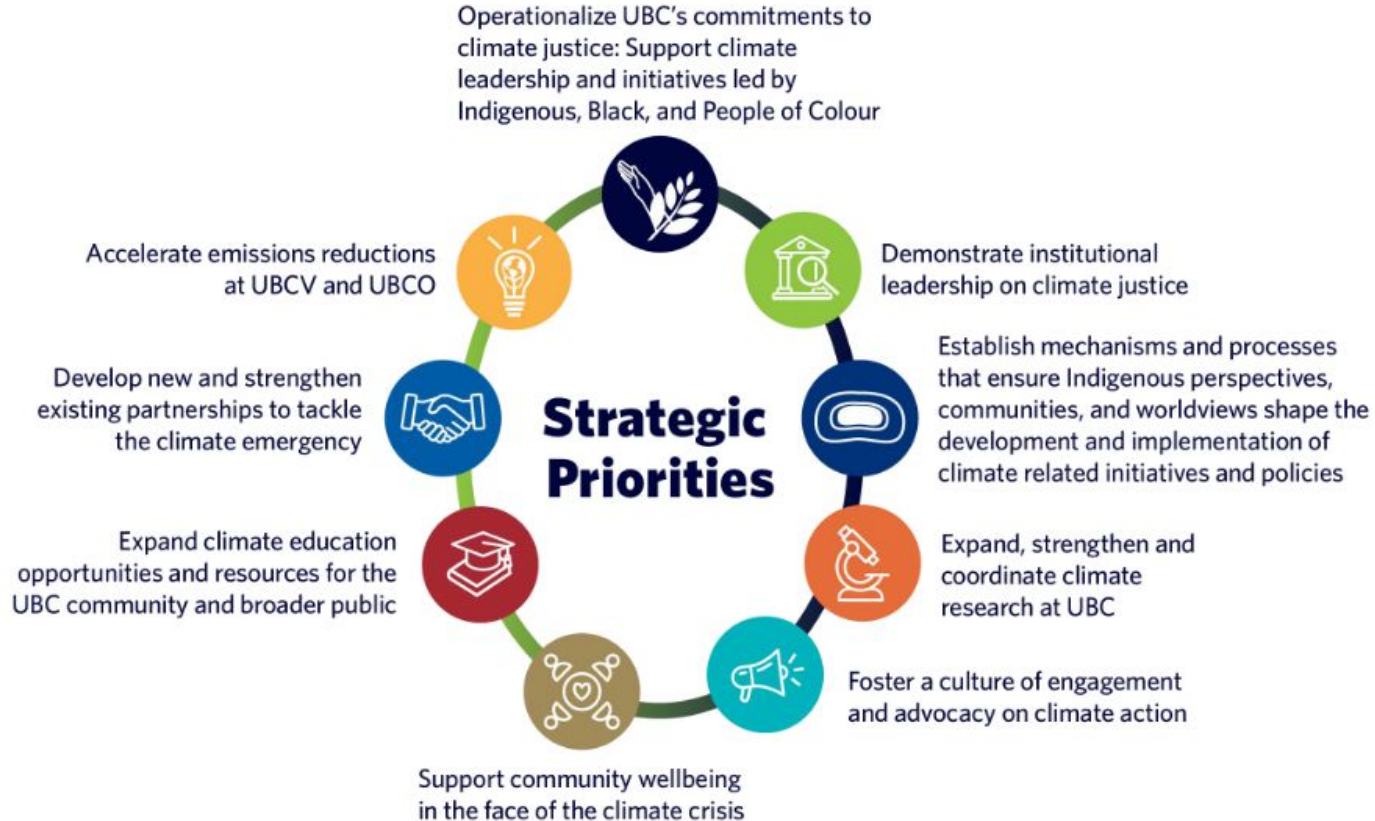 Operationalize UBC's commitments to
climate justice: Support climate
leadership and initiatives led by
Indigenous, Black, and People of Colour
Demonstrate institutional
leadership on climate justice
Establish mechanisms and processes
that ensure Indigenous perspectives,
communities, and worldviews shape the
development and implementation of
climate related initiatives and policies
Expand, strengthen and
coordinate climate
research at UBC
Foster a culture of engagement
and advocacy on climate action
Support community wellbeing
in the face of the climate crisis
Expand climate education
opportunities and resources for the
UBC community and broader public
Develop new and strengthen
existing partnerships to tackle
the climate emergency
Accelerate emissions reductions
at UBCV and UBCO
Strategic
Priorities